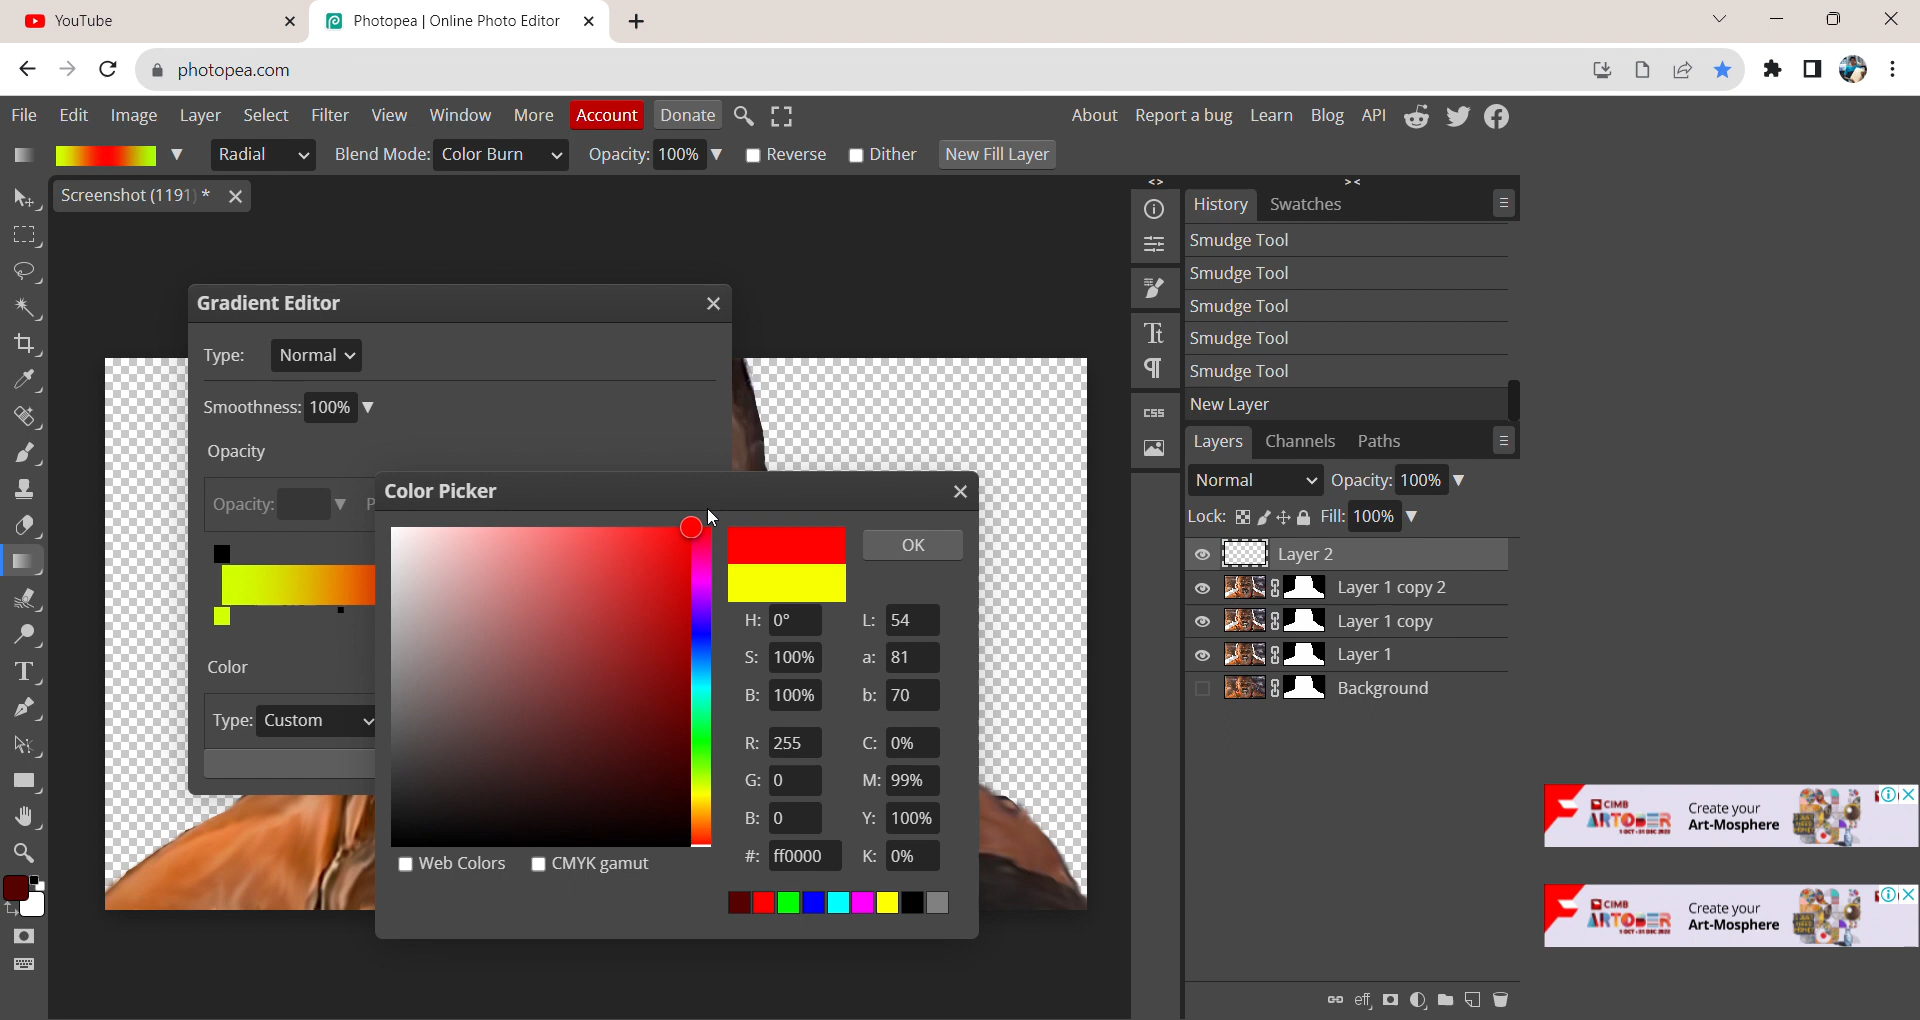 YouTube
Photopea | Online Photo Editor
photopea.com
File Edit Image Layer Select Filter View Window More Account Donate
About Report a bug Learn Blog API
Radial Blend Mode: Color Burn Opacity: 100% Reverse Dither New Fill Layer
Screenshot (1191) *
Gradient Editor
Type: Normal
Smoothness: 100%
Opacity
Opacity: P
Color
Type: Custom
Color Picker
OK
H: 0° L: 54
S: 100% a: 81
B: 100% b: 70
R: 255 C: 0%
G: 0 M: 99%
B: 0 Y: 100%
#: ff0000 K: 0%
Web Colors CMYK gamut
Tt
CSS
History Swatches
Smudge Tool
Smudge Tool
Smudge Tool
Smudge Tool
Smudge Tool
New Layer
Layers Channels Paths
Normal Opacity: 100%
Lock: Fill: 100%
Layer 2
Layer 1 copy 2
Layer 1 copy
Layer 1
Background
eff
CIMB
ARTOBER
Create your
Art-Mosphere
CIMB
ARTOBER
Create your
Art-Mosphere